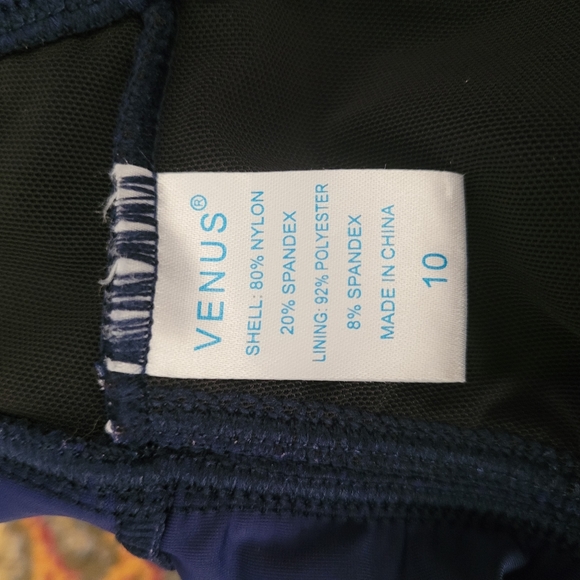 VENUS®
SHELL: 80% NYLON
20% SPANDEX
LINING: 92% POLYESTER
8% SPANDEX
MADE IN CHINA
10